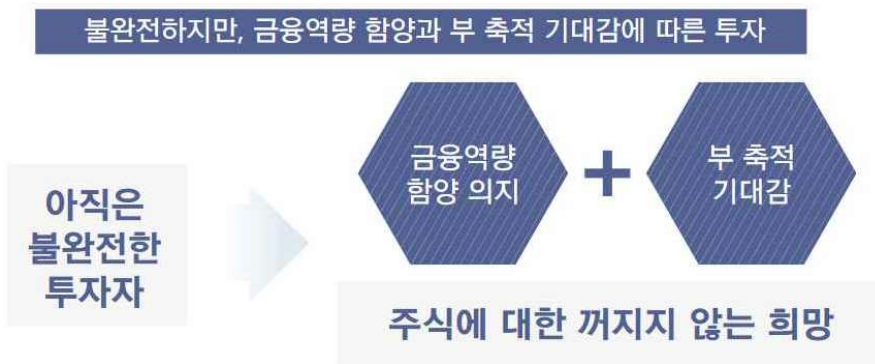 불완전하지만, 금융역량 함양과 부 축적 기대감에 따른 투자
금융역량
함양 의지
+
부 축적
기대감
아직은
불완전한
투자자
주식에 대한 꺼지지 않는 희망